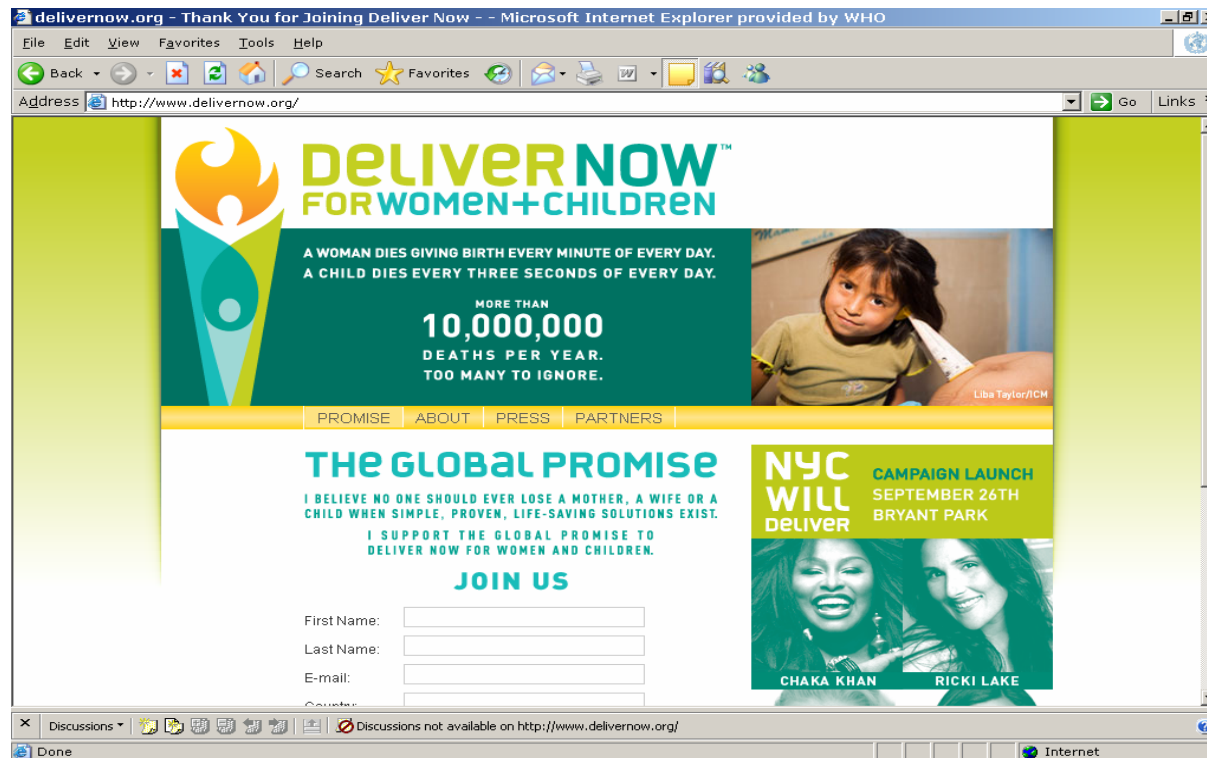 delivernow.org - Thank You for Joining Deliver Now - - Microsoft Internet Explorer provided by WHO
File Edit View Favorites Tools Help
Back Search Favorites
Address http://www.delivernow.org/ Go Links
DELIVER NOW™
FOR WOMEN+CHILDREN
A WOMAN DIES GIVING BIRTH EVERY MINUTE OF EVERY DAY.
A CHILD DIES EVERY THREE SECONDS OF EVERY DAY.
MORE THAN
10,000,000
DEATHS PER YEAR.
TOO MANY TO IGNORE.
Liba Taylor/ICM
PROMISE ABOUT PRESS PARTNERS
THE GLOBAL PROMISE
I BELIEVE NO ONE SHOULD EVER LOSE A MOTHER, A WIFE OR A
CHILD WHEN SIMPLE, PROVEN, LIFE-SAVING SOLUTIONS EXIST.
I SUPPORT THE GLOBAL PROMISE TO
DELIVER NOW FOR WOMEN AND CHILDREN.
JOIN US
First Name:
Last Name:
E-mail:
Country:
NYC
WILL
DELIVER
CAMPAIGN LAUNCH
SEPTEMBER 26TH
BRYANT PARK
CHAKA KHAN
RICKI LAKE
Discussions Discussions not available on http://www.delivernow.org/
Done Internet